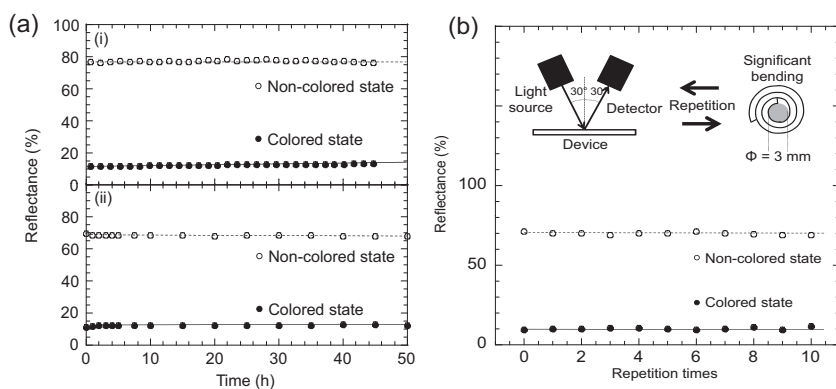 (a)
(i)
100
80
60
40
20
0
Reflectance (%)
Non-colored state
Colored state
(ii)
80
60
40
20
0
Non-colored state
Colored state
0 10 20 30 40 50
Time (h)
(b)
Light
source
30° 30°
Detector
Device
Repetition
Significant
bending
Φ = 3 mm
Reflectance (%)
100
50
0
Non-colored state
Colored state
0 2 4 6 8 10
Repetition times